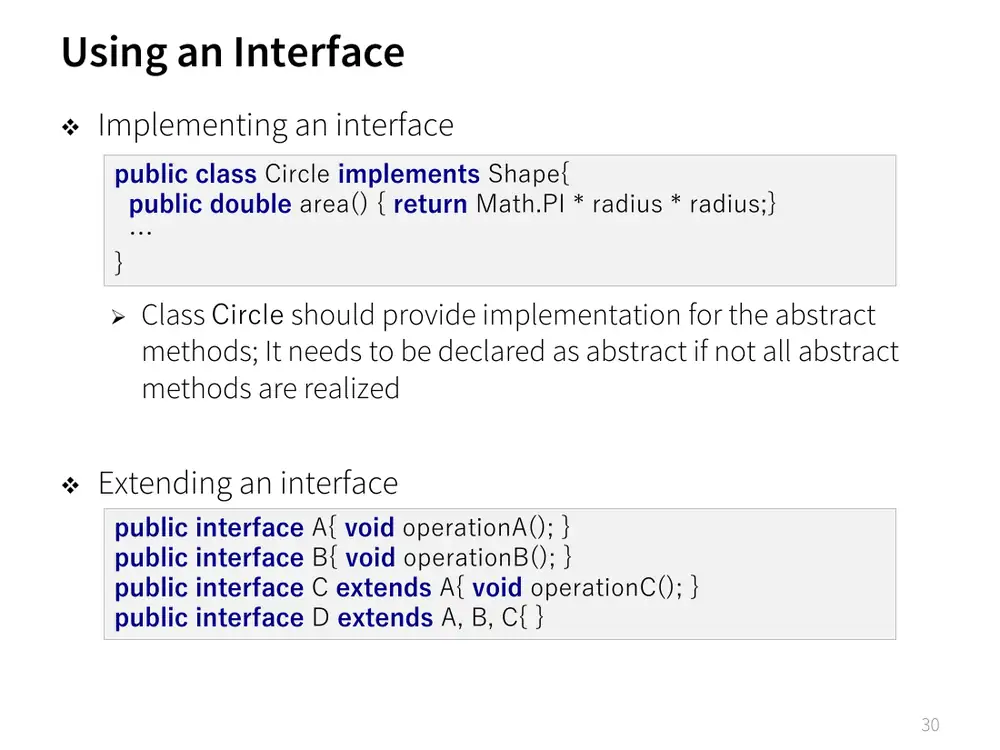 Using an Interface
❖ Implementing an interface
public class Circle implements Shape{
public double area() { return Math.PI * radius * radius;}
…
}
➢ Class Circle should provide implementation for the abstract
methods; It needs to be declared as abstract if not all abstract
methods are realized
❖ Extending an interface
public interface A{ void operationA(); }
public interface B{ void operationB(); }
public interface C extends A{ void operationC(); }
public interface D extends A, B, C{ }
30